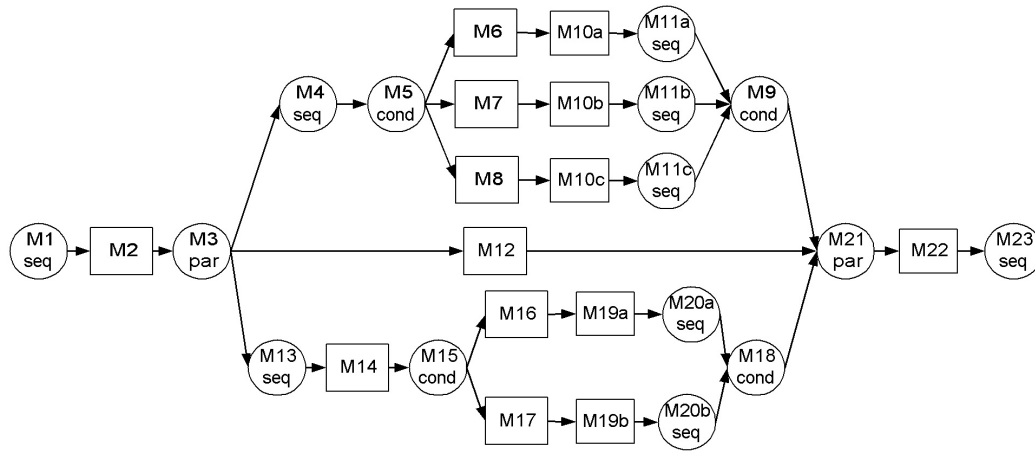 M6
M10a
M11a
seq
M4
seq
M5
cond
M7
M10b
M11b
seq
M9
cond
M8
M10c
M11c
seq
M1
seq
M2
M3
par
M12
M21
par
M22
M23
seq
M16
M19a
M20a
seq
M13
seq
M14
M15
cond
M18
cond
M17
M19b
M20b
seq